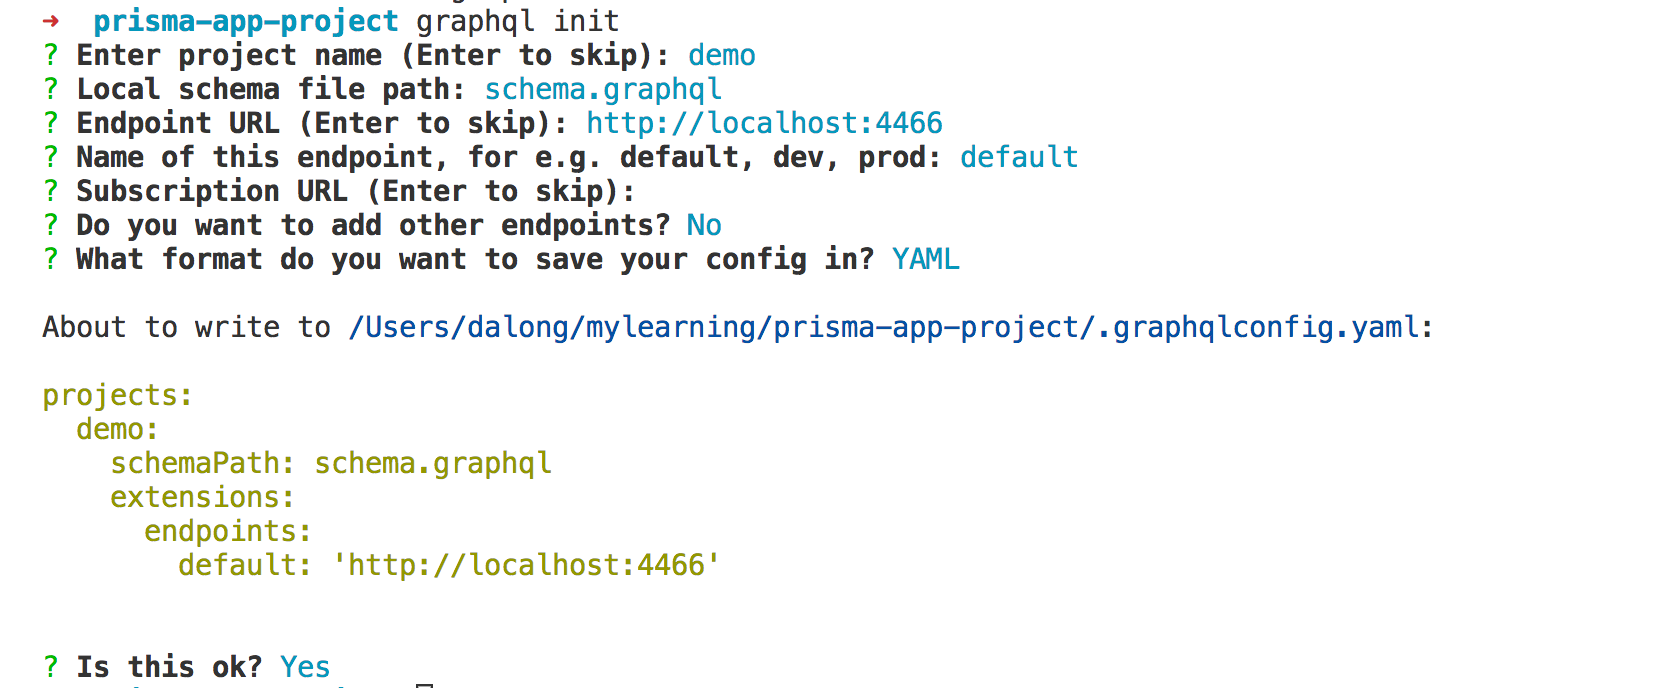 ➜  prisma-app-project graphql init
? Enter project name (Enter to skip): demo
? Local schema file path: schema.graphql
? Endpoint URL (Enter to skip): http://localhost:4466
? Name of this endpoint, for e.g. default, dev, prod: default
? Subscription URL (Enter to skip):
? Do you want to add other endpoints? No
? What format do you want to save your config in? YAML
About to write to /Users/dalong/mylearning/prisma-app-project/.graphqlconfig.yaml:
projects:
  demo:
    schemaPath: schema.graphql
    extensions:
      endpoints:
        default: 'http://localhost:4466'
? Is this ok? Yes